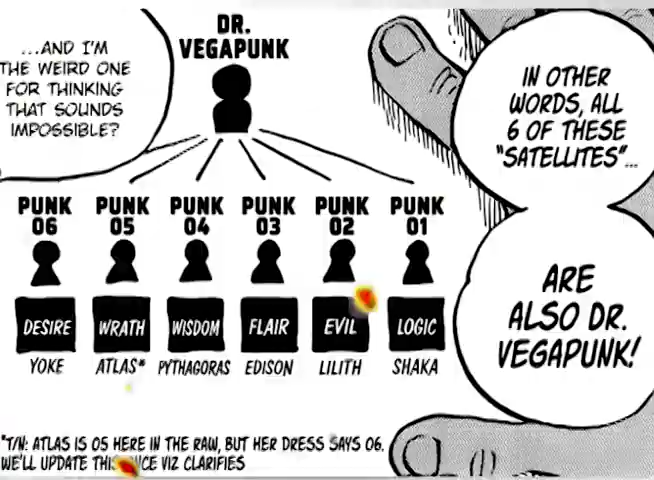 DR.
VEGAPUNK
...AND I'M
THE WEIRD ONE
FOR THINKING
THAT SOUNDS
IMPOSSIBLE?
IN OTHER
WORDS, ALL
6 OF THESE
"SATELLITES"...
PUNK PUNK PUNK PUNK PUNK PUNK
06 05 04 03 02 01
DESIRE WRATH WISDOM FLAIR EVIL LOGIC
YOKE ATLAS* PYTHAGORAS EDISON LILITH SHAKA
ARE
ALSO DR.
VEGAPUNK!
*T/N: ATLAS IS 05 HERE IN THE RAW, BUT HER DRESS SAYS 06.
WE'LL UPDATE VIZ CLARIFIES